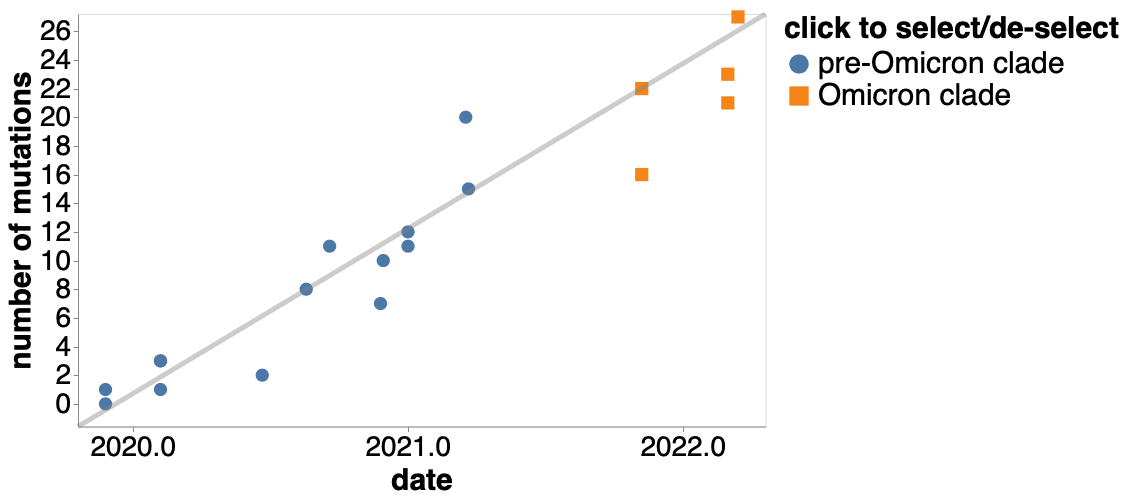 click to select/de-select
pre-Omicron clade
Omicron clade
number of mutations
26
24
22
20
18
16
14
12
10
8
6
4
2
0
2020.0 2021.0 2022.0
date